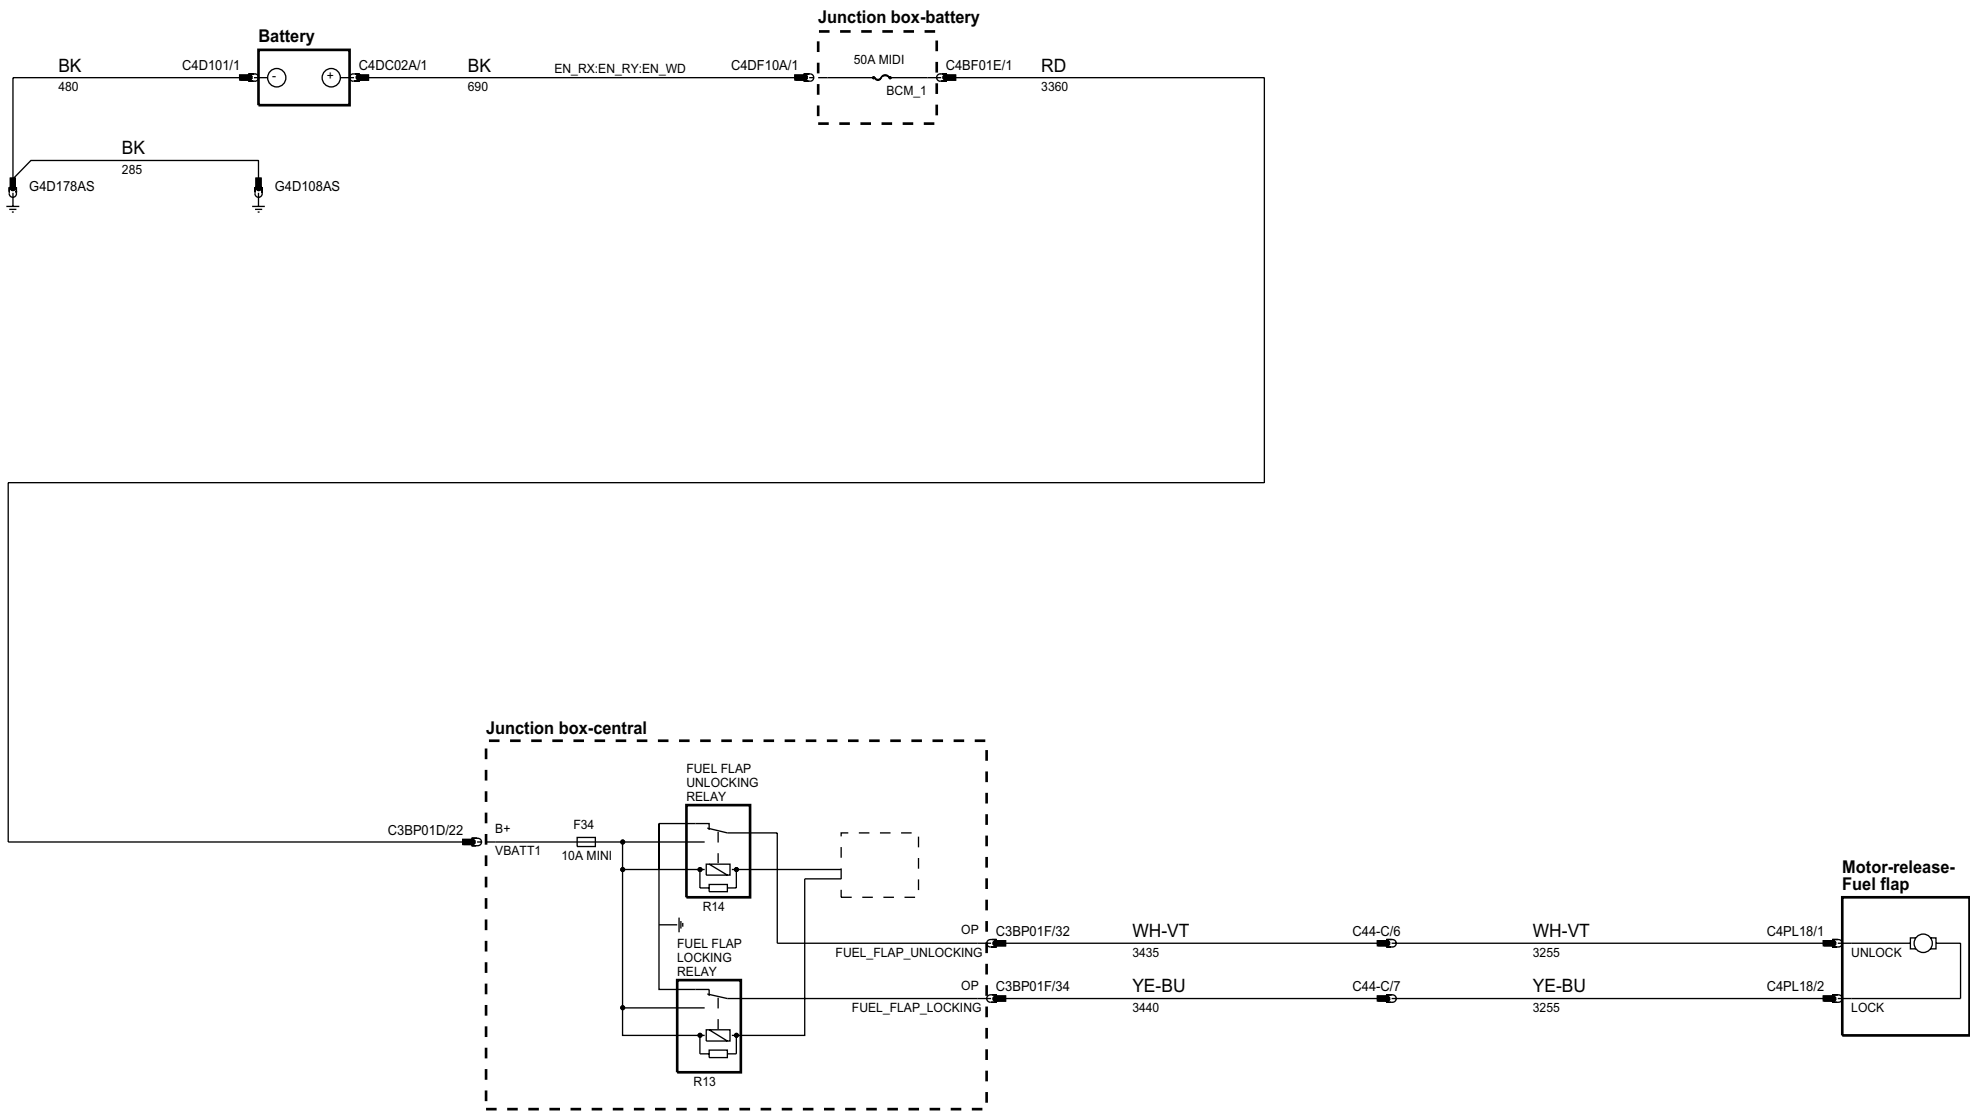 Junction box-battery
Battery
BK
480
C4D101/1
-
+
C4DC02A/1
BK
690
EN_RX:EN_RY:EN_WD
C4DF10A/1
50A MIDI
BCM_1
C4BF01E/1
RD
3360
BK
285
G4D178AS
G4D108AS
Junction box-central
FUEL FLAP
UNLOCKING
RELAY
C3BP01D/22
B+
VBATT1
F34
10A MINI
R14
Motor-release-
Fuel flap
OP
FUEL_FLAP_UNLOCKING
C3BP01F/32
WH-VT
3435
C44-C/6
WH-VT
3255
C4PL18/1
UNLOCK
FUEL FLAP
LOCKING
RELAY
OP
FUEL_FLAP_LOCKING
C3BP01F/34
YE-BU
3440
C44-C/7
YE-BU
3255
C4PL18/2
LOCK
R13